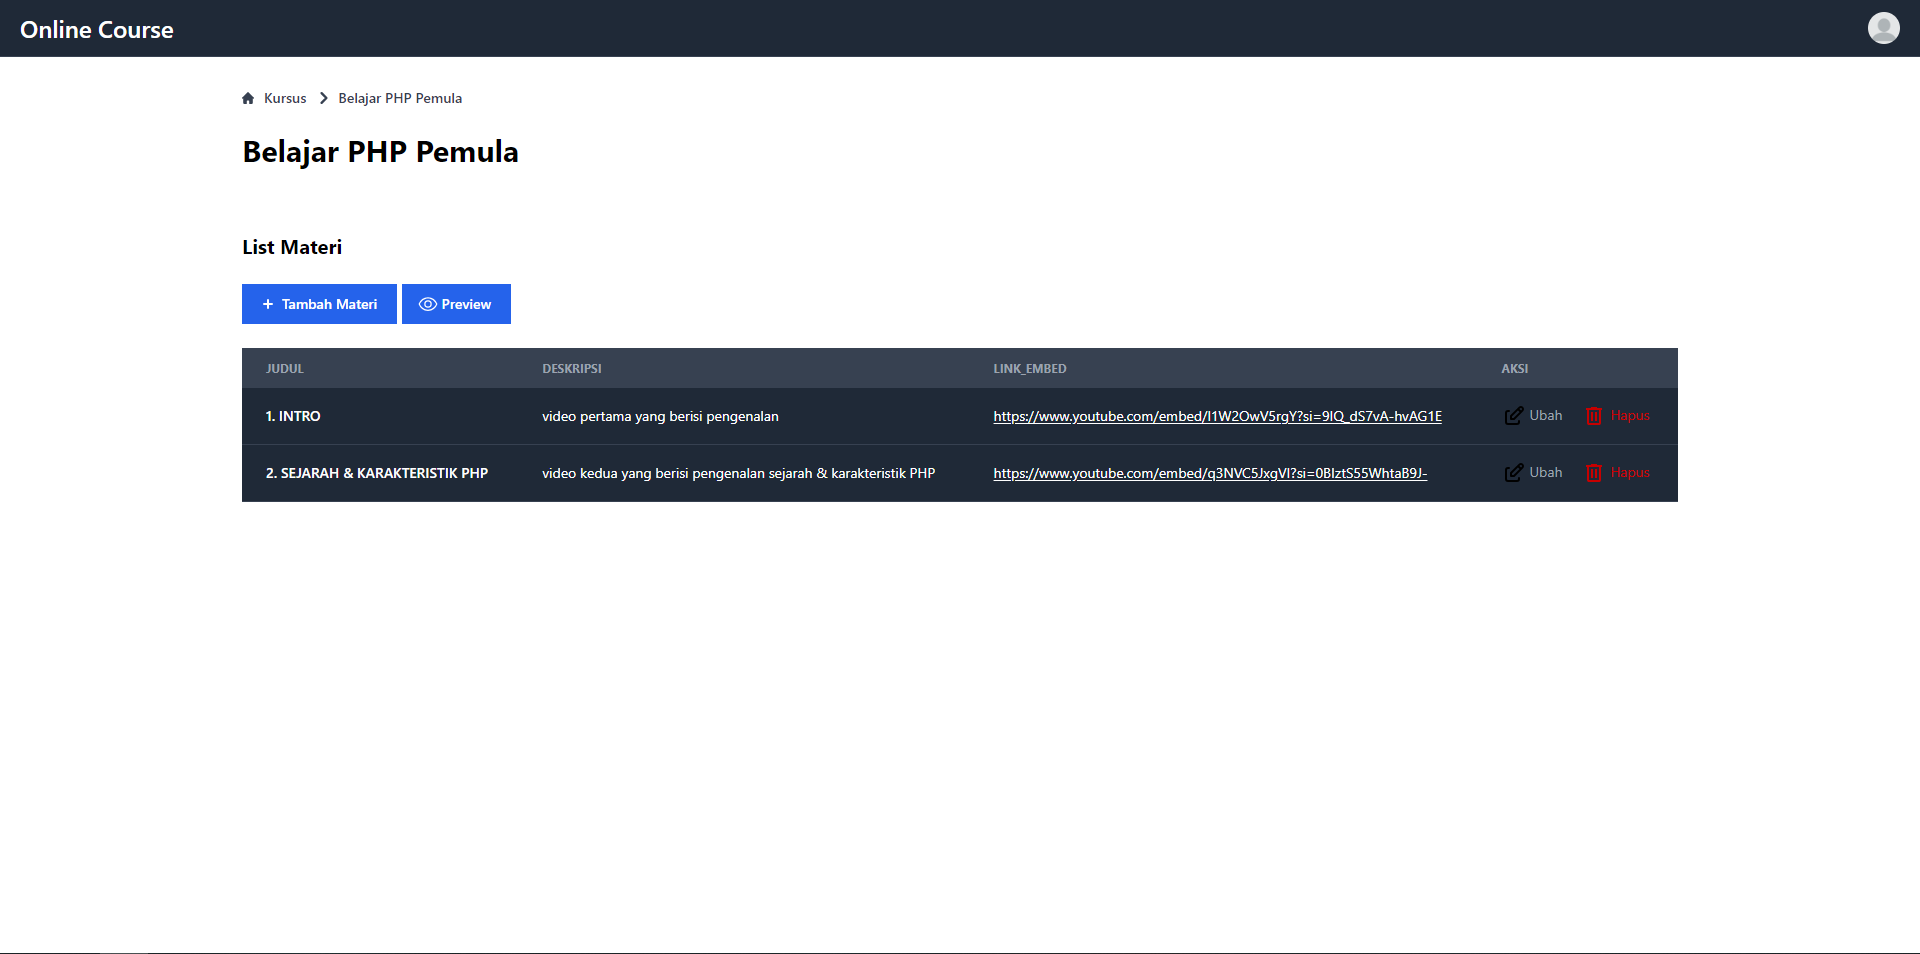 Online Course
Kursus > Belajar PHP Pemula
Belajar PHP Pemula
List Materi
+ Tambah Materi Preview
JUDUL DESKRIPSI LINK_EMBED AKSI
1. INTRO video pertama yang berisi pengenalan https://www.youtube.com/embed/l1W2OwV5rgY?si=9lQ_dS7vA-hvAG1E Ubah Hapus
2. SEJARAH & KARAKTERISTIK PHP video kedua yang berisi pengenalan sejarah & karakteristik PHP https://www.youtube.com/embed/q3NVC5JxgVI?si=0BIztS55WhtaB9J- Ubah Hapus